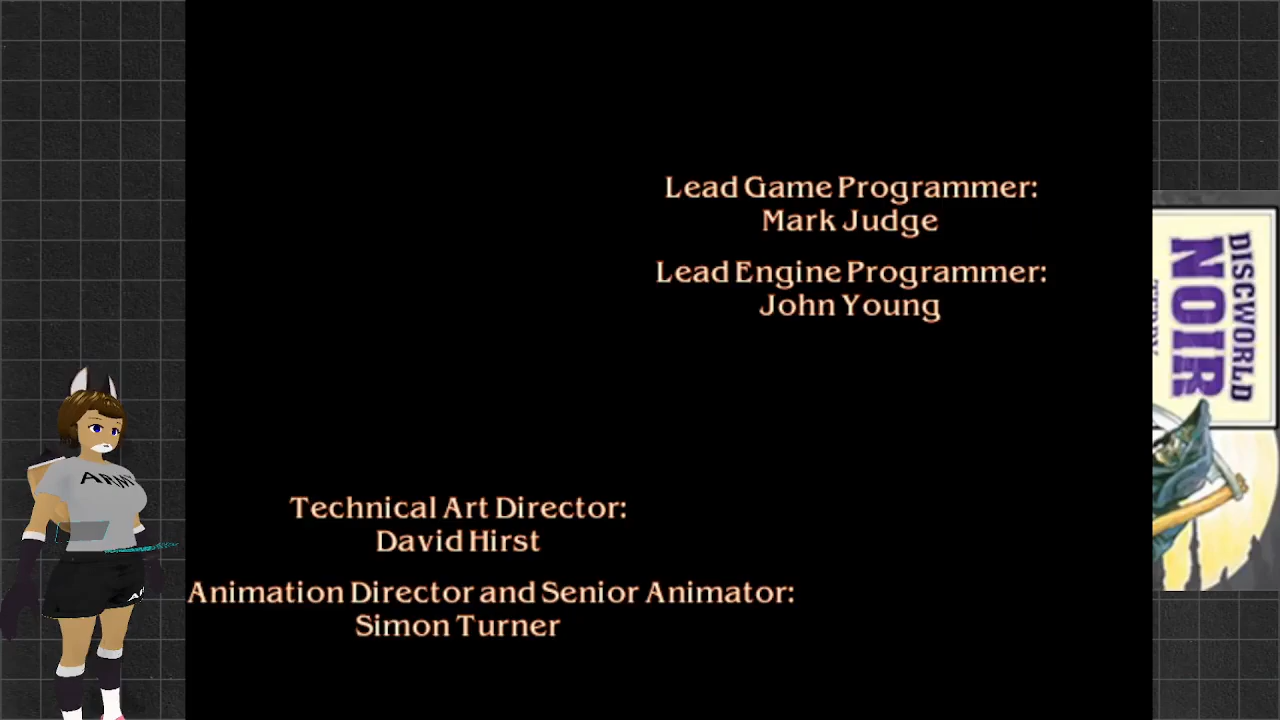 Lead Game Programmer:
Mark Judge
Lead Engine Programmer:
John Young
Technical Art Director:
David Hirst
Animation Director and Senior Animator:
Simon Turner
ARMY
DISCWORLD
NOIR